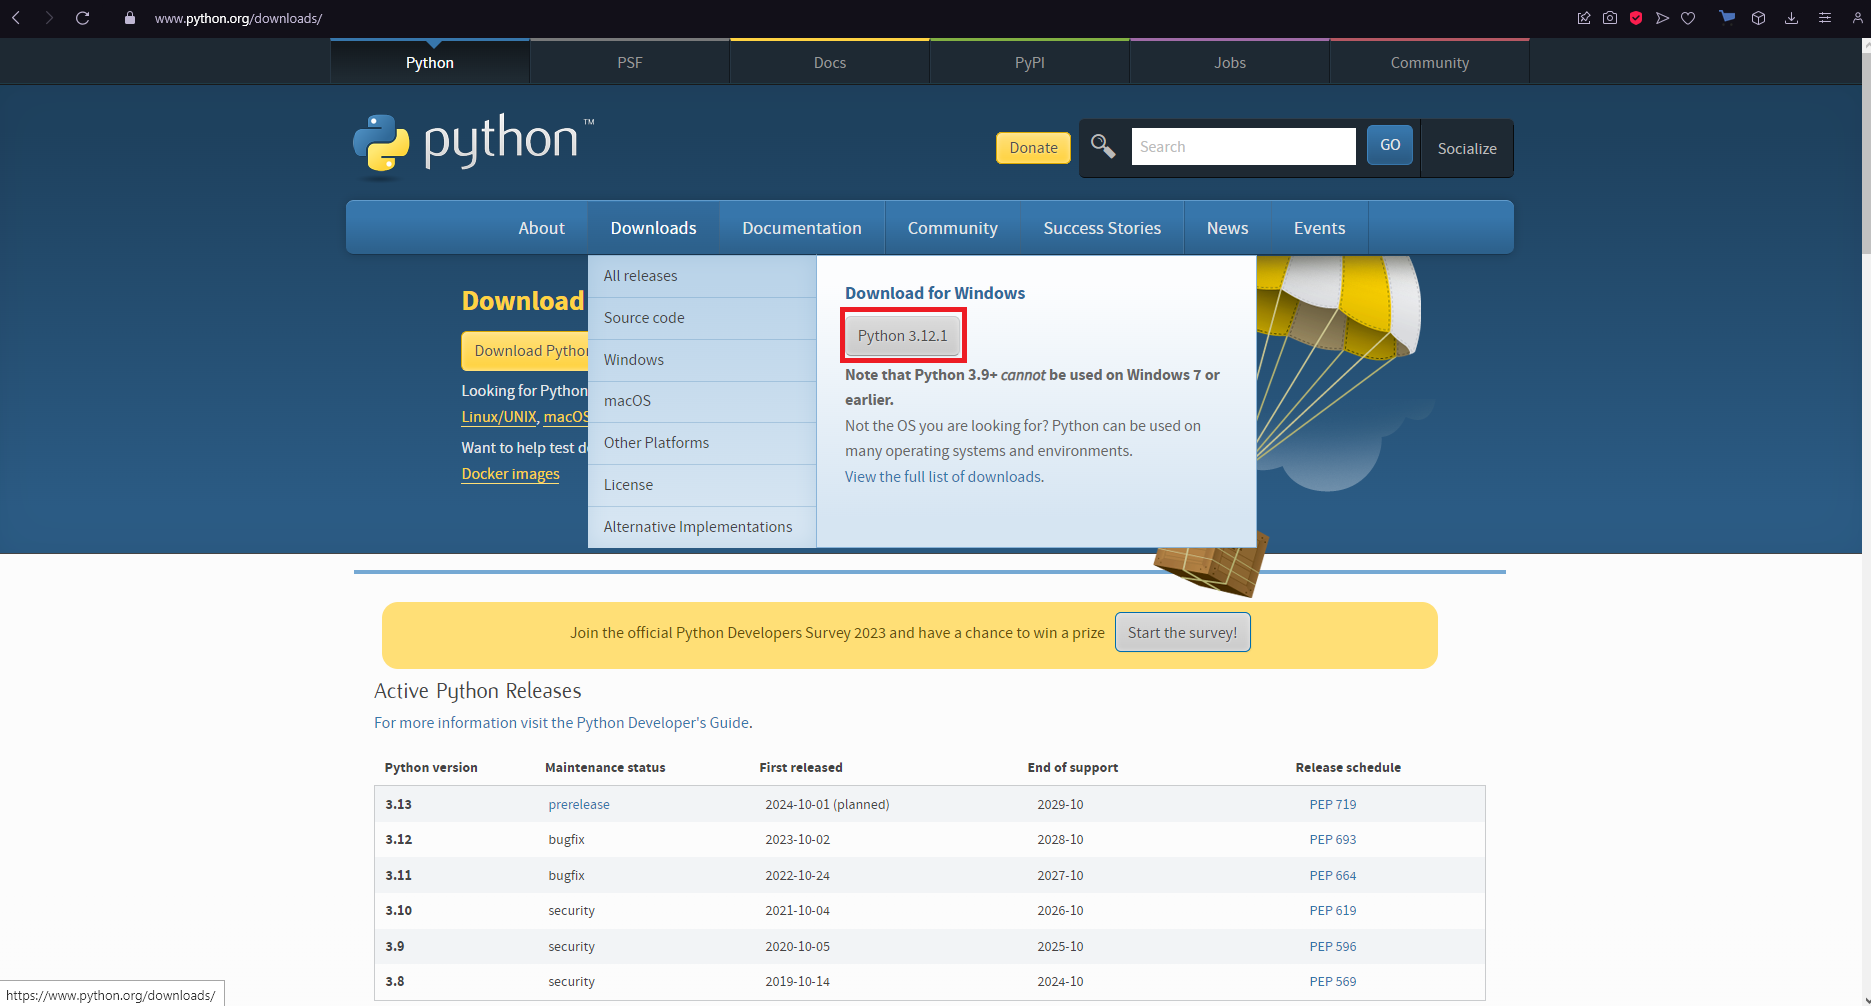 www.python.org/downloads/
Python
PSF
Docs
PyPI
Jobs
Community
python™
Donate
Search
GO
Socialize
About
Downloads
Documentation
Community
Success Stories
News
Events
Download
Download Python
Looking for Python
Linux/UNIX, macOS
Want to help test
Docker images
All releases
Source code
Windows
macOS
Other Platforms
License
Alternative Implementations
Download for Windows
Python 3.12.1
Note that Python 3.9+ cannot be used on Windows 7 or
earlier.
Not the OS you are looking for? Python can be used on
many operating systems and environments.
View the full list of downloads.
Join the official Python Developers Survey 2023 and have a chance to win a prize
Start the survey!
Active Python Releases
For more information visit the Python Developer's Guide.
Python version Maintenance status First released End of support Release schedule
3.13 prerelease 2024-10-01 (planned) 2029-10 PEP 719
3.12 bugfix 2023-10-02 2028-10 PEP 693
3.11 bugfix 2022-10-24 2027-10 PEP 664
3.10 security 2021-10-04 2026-10 PEP 619
3.9 security 2020-10-05 2025-10 PEP 596
3.8 security 2019-10-14 2024-10 PEP 569
https://www.python.org/downloads/